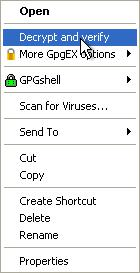 Open
Decrypt and verify
More GpgEX options
GPGshell
Scan for Viruses...
Send To
Cut
Copy
Create Shortcut
Delete
Rename
Properties